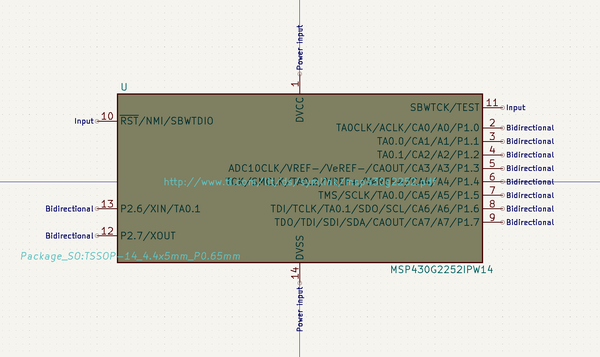 Power Input
U
1
DVCC
SBWTCK/TEST 11 Input
Input 10 RST/NMI/SBWTDIO
TA0CLK/ACLK/CA0/A0/P1.0 2 Bidirectional
TA0.0/CA1/A1/P1.1 3 Bidirectional
TA0.1/CA2/A2/P1.2 4 Bidirectional
ADC10CLK/VREF-/VeREF-/CAOUT/CA3/A3/P1.3 5 Bidirectional
A4/P1.4 6 Bidirectional
TMS/SCLK/TA0.0/CA5/A5/P1.5 7 Bidirectional
Bidirectional 13 P2.6/XIN/TA0.1
TDI/TCLK/TA0.1/SDO/SCL/CA6/A6/P1.6 8 Bidirectional
TDO/TDI/SDI/SDA/CAOUT/CA7/A7/P1.7 9 Bidirectional
Bidirectional 12 P2.7/XOUT
DVSS
Package_SO:TSSOP-14_4.4x5mm_P0.65mm
14
MSP430G2252IPW14
Power Input